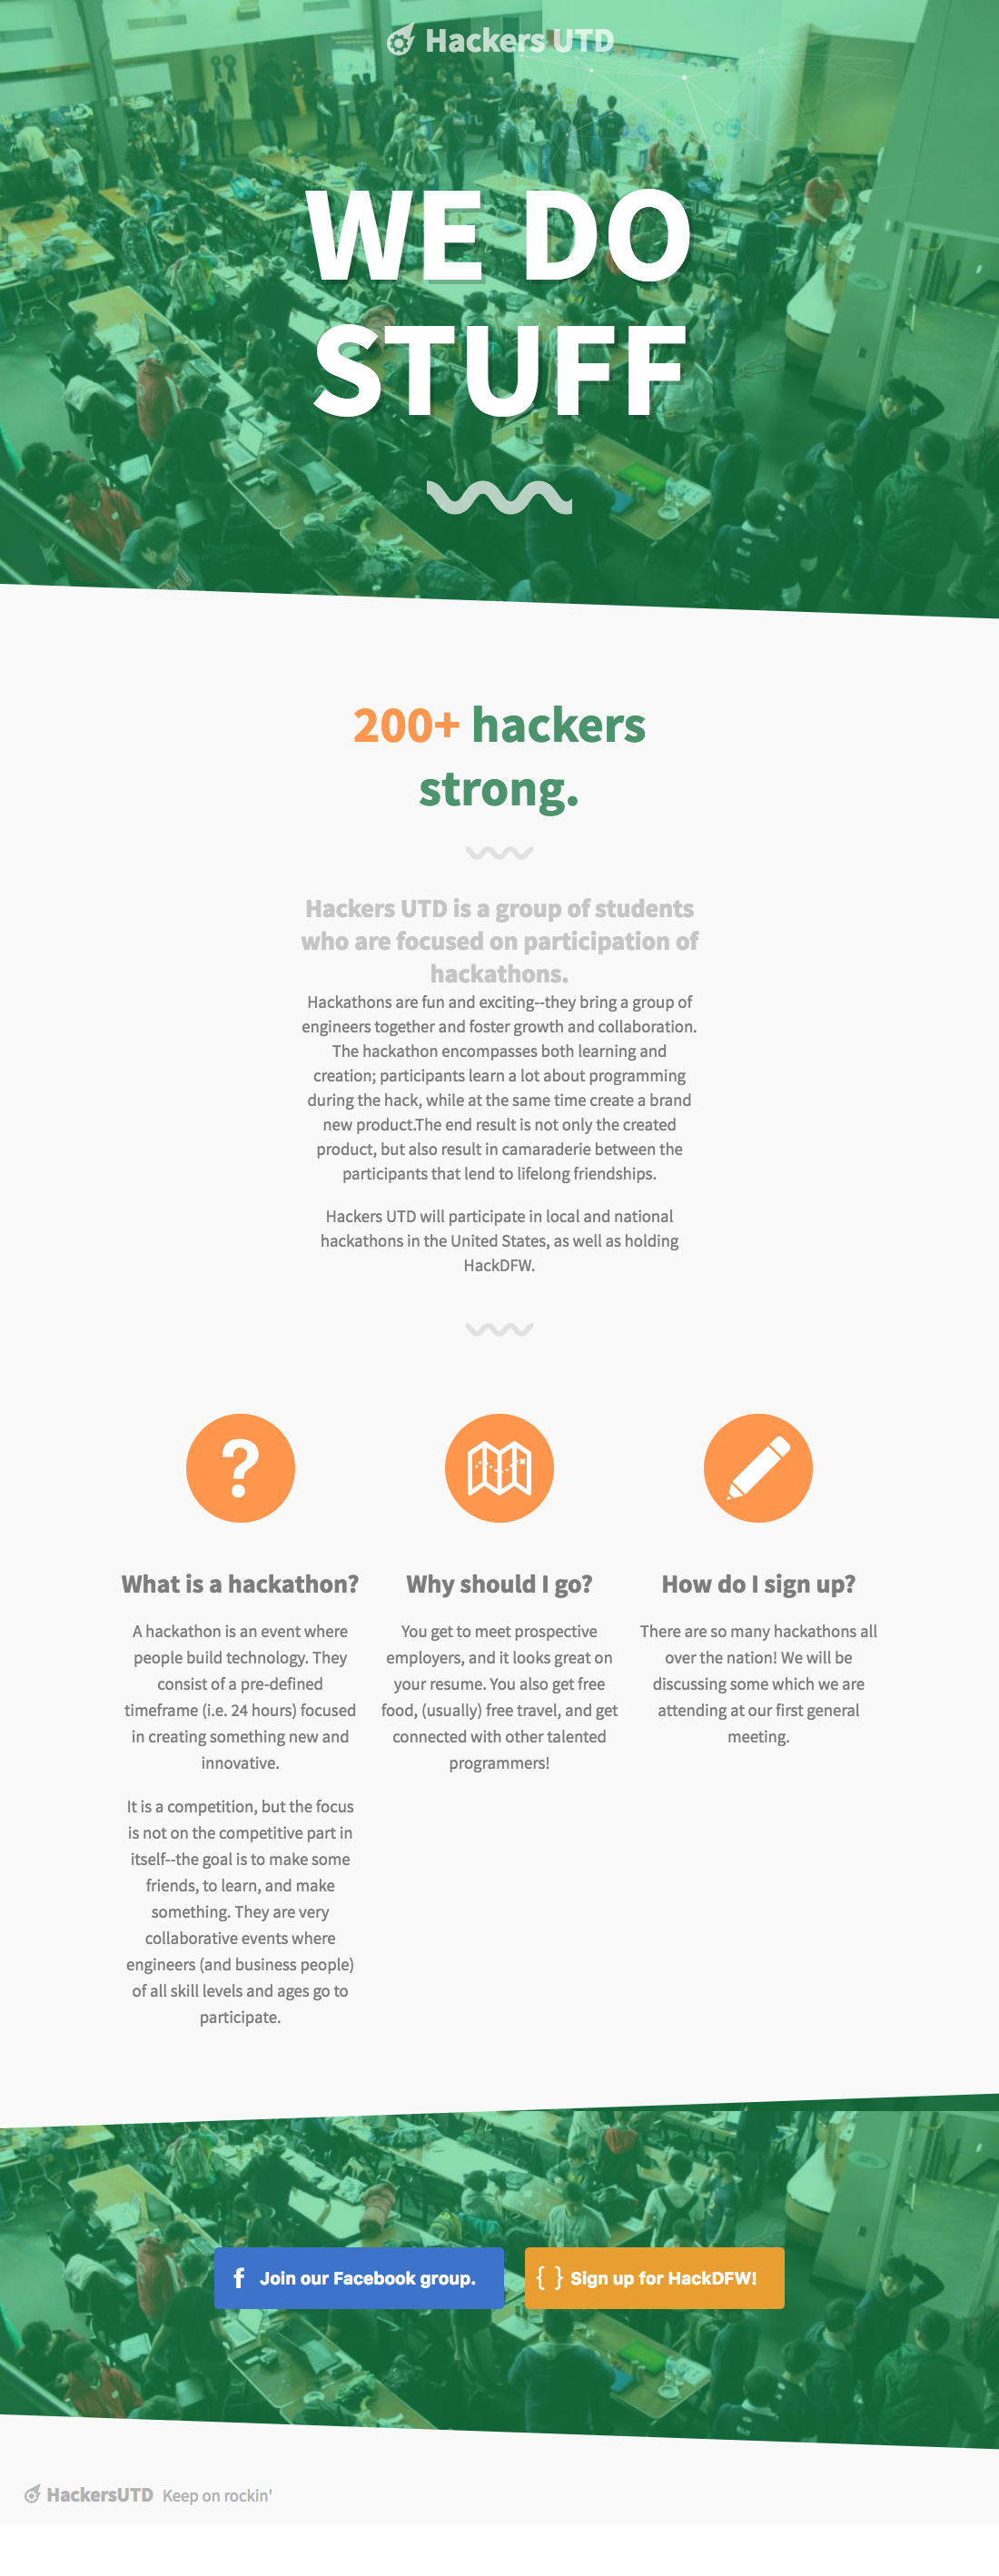 Hackers UTD
WE DO
STUFF
200+ hackers
strong.
Hackers UTD is a group of students
who are focused on participation of
hackathons.
Hackathons are fun and exciting--they bring a group of
engineers together and foster growth and collaboration.
The hackathon encompasses both learning and
creation; participants learn a lot about programming
during the hack, while at the same time create a brand
new product.The end result is not only the created
product, but also result in camaraderie between the
participants that lend to lifelong friendships.
Hackers UTD will participate in local and national
hackathons in the United States, as well as holding
HackDFW.
What is a hackathon?
A hackathon is an event where
people build technology. They
consist of a pre-defined
timeframe (i.e. 24 hours) focused
in creating something new and
innovative.
It is a competition, but the focus
is not on the competitive part in
itself--the goal is to make some
friends, to learn, and make
something. They are very
collaborative events where
engineers (and business people)
of all skill levels and ages go to
participate.
Why should I go?
You get to meet prospective
employers, and it looks great on
your resume. You also get free
food, (usually) free travel, and get
connected with other talented
programmers!
How do I sign up?
There are so many hackathons all
over the nation! We will be
discussing some which we are
attending at our first general
meeting.
f Join our Facebook group.
{ } Sign up for HackDFW!
HackersUTD Keep on rockin'